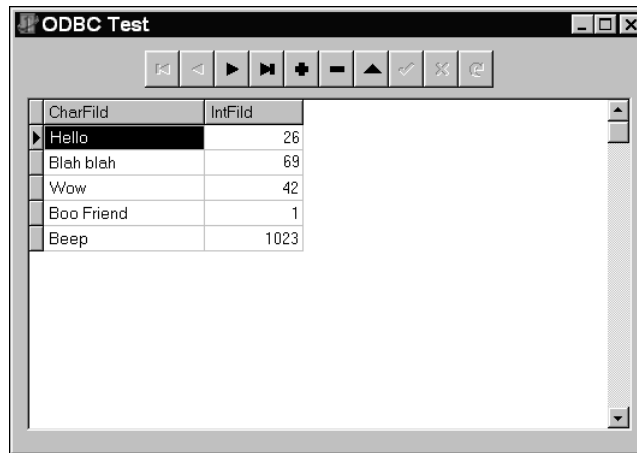 ODBC Test
CharFild IntFild
Hello 26
Blah blah 69
Wow 42
Boo Friend 1
Beep 1023